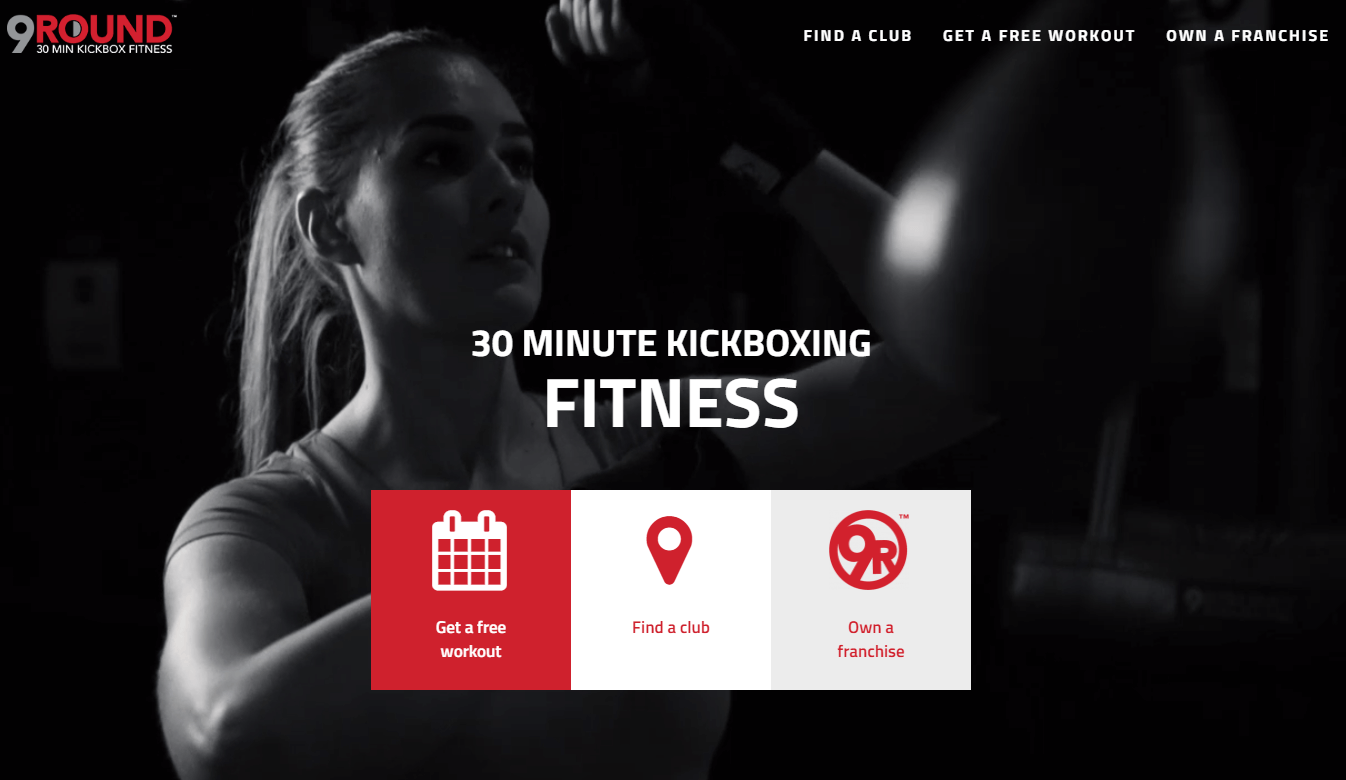 9ROUND™
30 MIN KICKBOX FITNESS
FIND A CLUB
GET A FREE WORKOUT
OWN A FRANCHISE
30 MINUTE KICKBOXING
FITNESS
Get a free
workout
Find a club
9R™
Own a
franchise